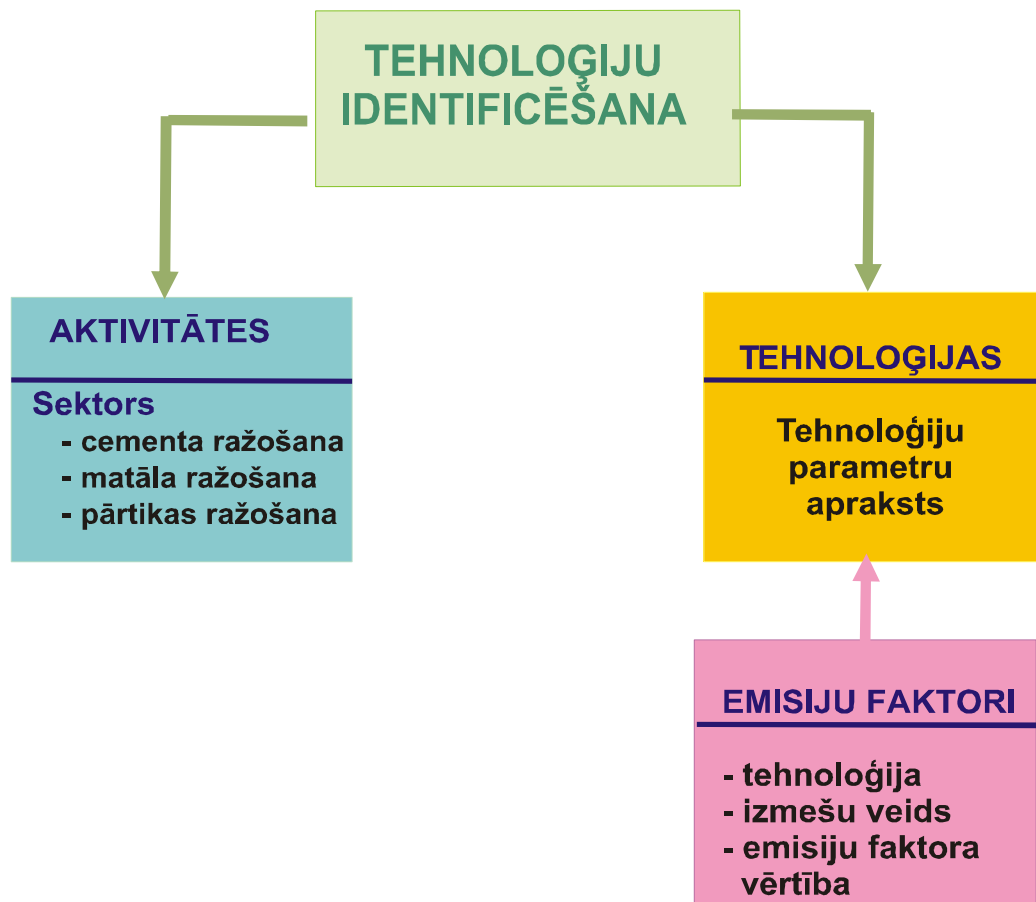 TEHNOLOĢIJU
IDENTIFICĒŠANA
AKTIVITĀTES
Sektors
- cementa ražošana
- matāla ražošana
- pārtikas ražošana
TEHNOLOĢIJAS
Tehnoloģiju
parametru
apraksts
EMISIJU FAKTORI
- tehnoloģija
- izmešu veids
- emisiju faktora
vērtība